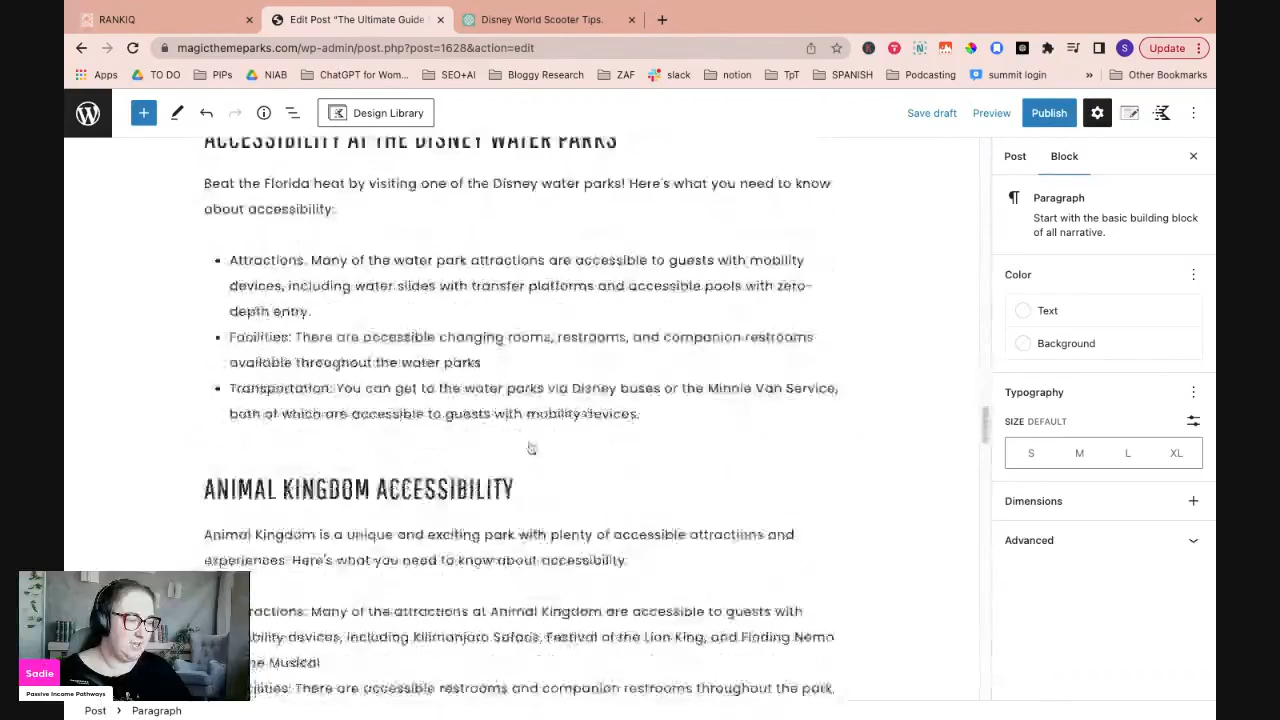 RANKIQ
Edit Post “The Ultimate Guide
Disney World Scooter Tips.
magicthemeparks.com/wp-admin/post.php?post=1628&action=edit
S
Update
Apps
TO DO
PIPs
NIAB
ChatGPT for Wom...
SEO+AI
Bloggy Research
ZAF
slack
notion
TpT
SPANISH
Podcasting
summit login
»
Other Bookmarks
Design Library
Save draft
Preview
Publish
ACCESSIBILITY AT THE DISNEY WATER PARKS
Beat the Florida heat by visiting one of the Disney water parks! Here's what you need to know
about accessibility:
Attractions: Many of the water park attractions are accessible to guests with mobility
devices, including water slides with transfer platforms and accessible pools with zero-
depth entry.
Facilities: There are accessible changing rooms, restrooms, and companion restrooms
available throughout the water parks
Transportation: You can get to the water parks via Disney buses or the Minnie Van Service,
both of which are accessible to guests with mobility devices.
ANIMAL KINGDOM ACCESSIBILITY
Animal Kingdom is a unique and exciting park with plenty of accessible attractions and
experiences. Here's what you need to know about accessibility:
ractions: Many of the attractions at Animal Kingdom are accessible to guests with
bility devices, including Kilimanjaro Safaris, Festival of the Lion King, and Finding Nemo
he Musical
ilities: There are accessible restrooms and companion restrooms throughout the park,
Post
Block
Paragraph
Start with the basic building block
of all narrative.
Color
Text
Background
Typography
SIZE DEFAULT
S M L XL
Dimensions
Advanced
Sadie
Passive Income Pathways
Post › Paragraph